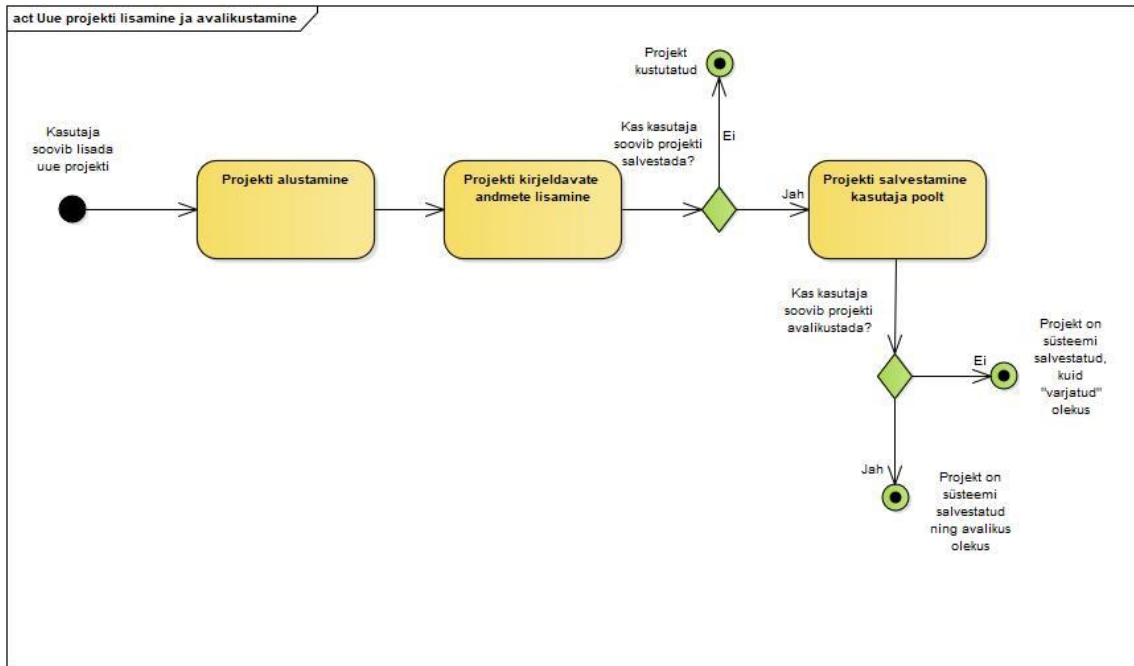 act Uue projekti lisamine ja avalikustamine
Projekt
kustutatud
Kasutaja
soovib lisada
uue projekti
Kas kasutaja
soovib projekti
salvestada?
Ei
Projekti alustamine
Projekti kirjeldavate
andmete lisamine
Jah
Projekti salvestamine
kasutaja poolt
Kas kasutaja
soovib projekti
avalikustada?
Ei
Projekt on
süsteemi
salvestatud,
kuid
"varjatud"
olekus
Jah
Projekt on
süsteemi
salvestatud
ning avalikus
olekus